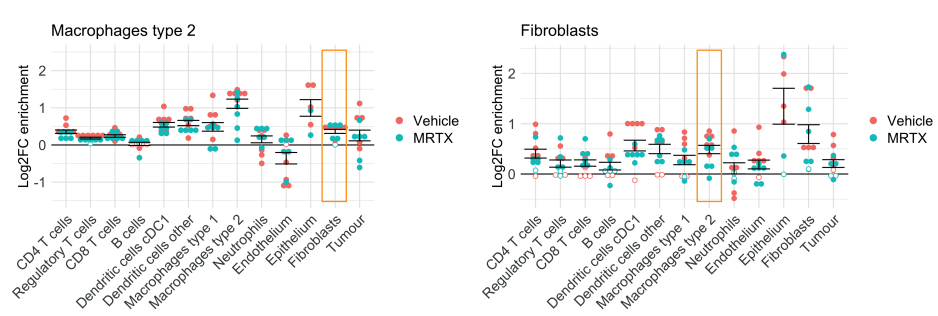 Macrophages type 2
Log2FC enrichment
2
1
0
-1
CD4 T cells
Regulatory T cells
CD8 T cells
B cells
Dendritic cells cDC1
Dendritic cells other
Macrophages type 1
Macrophages type 2
Neutrophils
Endothelium
Epithelium
Fibroblasts
Tumour
Vehicle
MRTX
Fibroblasts
Log2FC enrichment
2
1
0
CD4 T cells
Regulatory T cells
CD8 T cells
B cells
Dendritic cells cDC1
Dendritic cells other
Macrophages type 1
Macrophages type 2
Neutrophils
Endothelium
Epithelium
Fibroblasts
Tumour
Vehicle
MRTX